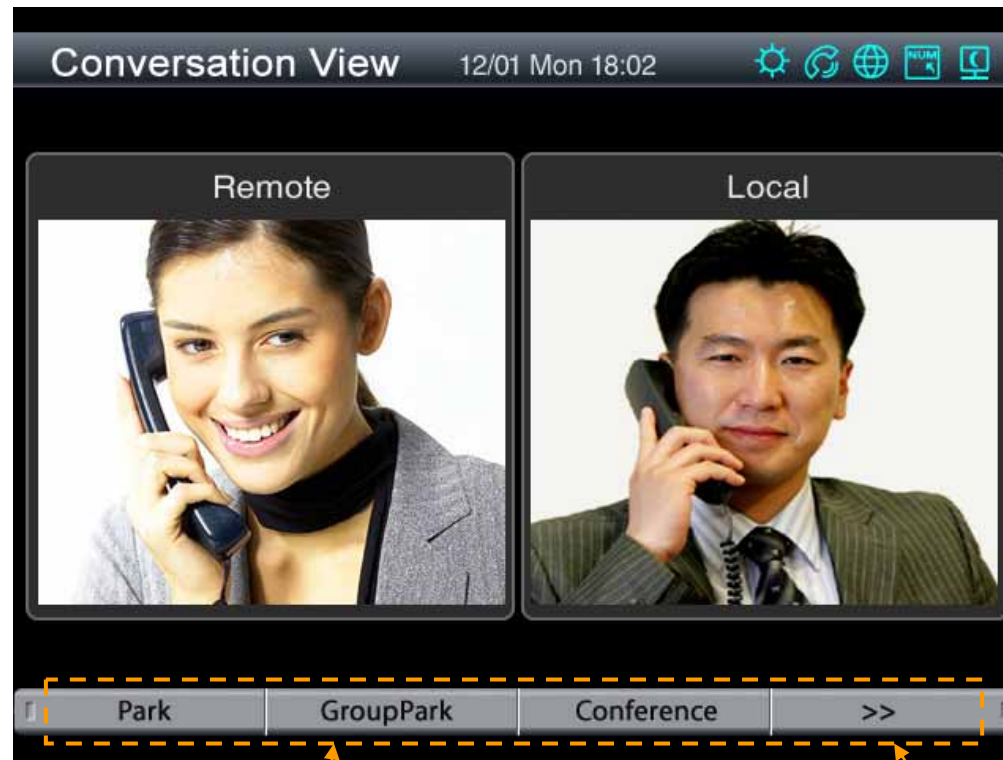 Conversation View 12/01 Mon 18:02 NUM
Remote Local
Park GroupPark Conference >>